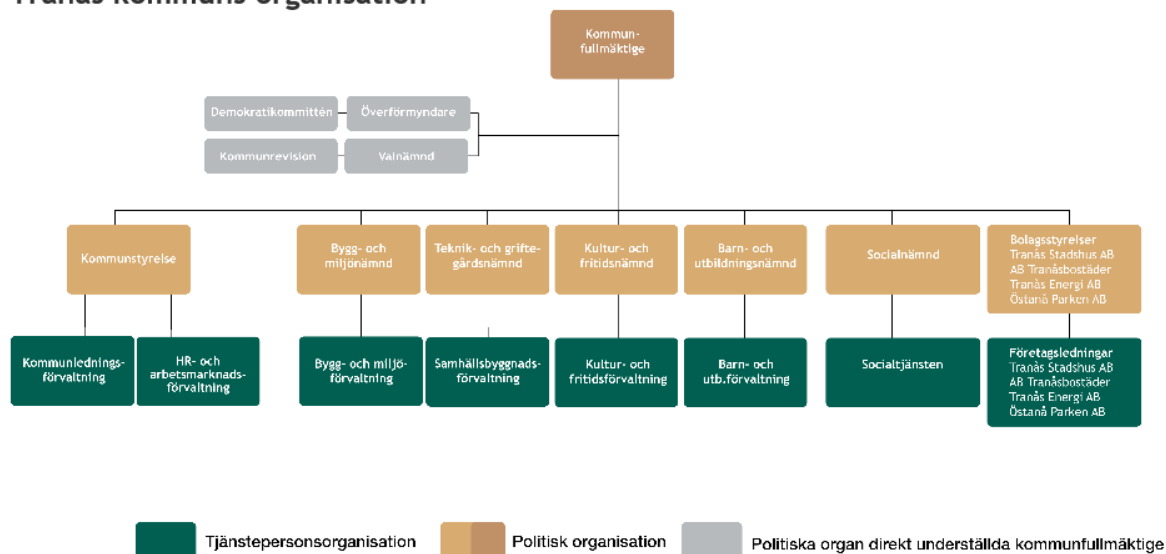 Tranås kommuns organisation
Kommun-
fullmäktige
Demokratikommittén
Överförmyndare
Kommunrevision
Valnämnd
Kommunstyrelse
Bygg- och
miljönämnd
Teknik- och grifte-
gårdsnämnd
Kultur- och
fritidsnämnd
Barn- och
utbildningsnämnd
Socialnämnd
Bolagsstyrelser
Tranås Stadshus AB
AB Tranåsbostäder
Tranås Energi AB
Östanå Parken AB
Kommunlednings-
förvaltning
HR- och
arbetsmarknads-
förvaltning
Bygg- och miljö-
förvaltning
Samhällsbyggnads-
förvaltning
Kultur- och
fritidsförvaltning
Barn- och
utb.förvaltning
Socialtjänsten
Företagsledningar
Tranås Stadshus AB
AB Tranåsbostäder
Tranås Energi AB
Östanå Parken AB
Tjänstepersonsorganisation
Politisk organisation
Politiska organ direkt underställda kommunfullmäktige